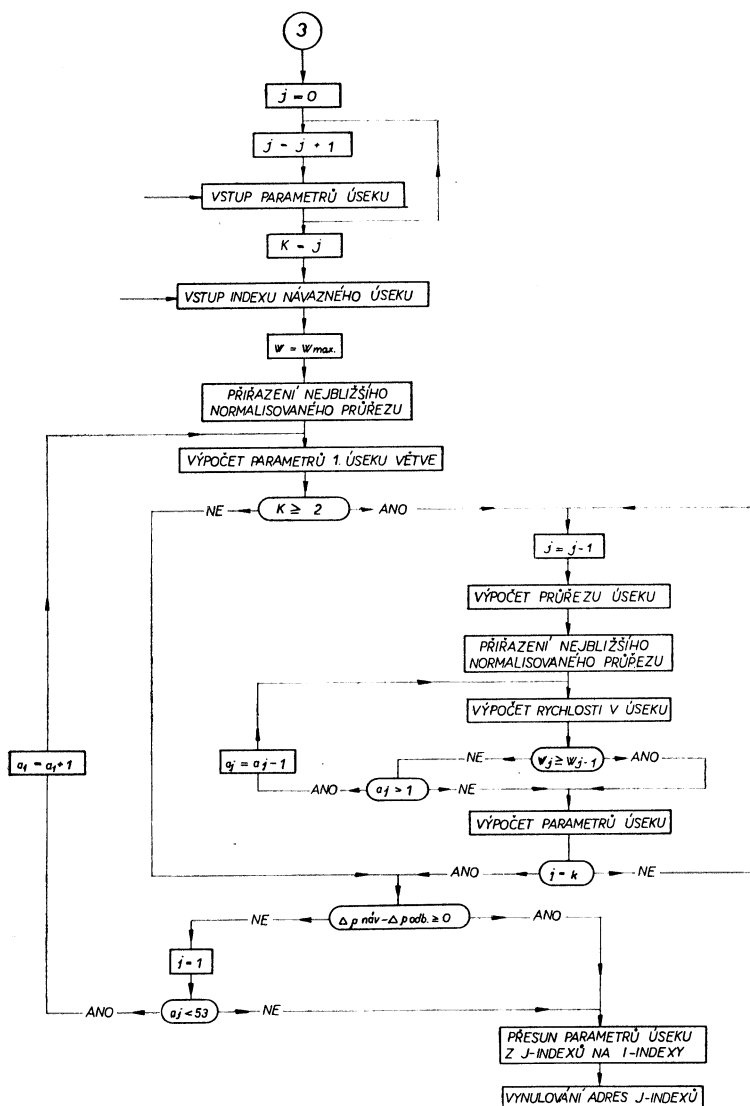 3
j = 0
j = j + 1
VSTUP PARAMETRŮ ÚSEKU
K = j
VSTUP INDEXU NÁVAZNÉHO ÚSEKU
W = Wmax.
PŘIŘAZENÍ NEJBLIŽŠÍHO
NORMALISOVANÉHO PRŮŘEZU
VÝPOČET PARAMETRŮ 1. ÚSEKU VĚTVE
NE
K ≥ 2
ANO
j = j-1
VÝPOČET PRŮŘEZU ÚSEKU
PŘIŘAZENÍ NEJBLIŽŠÍHO
NORMALISOVANÉHO PRŮŘEZU
VÝPOČET RYCHLOSTI V ÚSEKU
a1 = a1+1
aj = aj-1
NE
Wj ≥ Wj-1
ANO
ANO
aj > 1
NE
VÝPOČET PARAMETRŮ ÚSEKU
ANO
j = k
NE
NE
Δp náv - Δp odb. ≥ 0
ANO
j = 1
ANO
aj < 53
NE
PŘESUN PARAMETRŮ ÚSEKU
Z J-INDEXŮ NA I-INDEXY
VYNULOVÁNÍ ADRES J-INDEXŮ